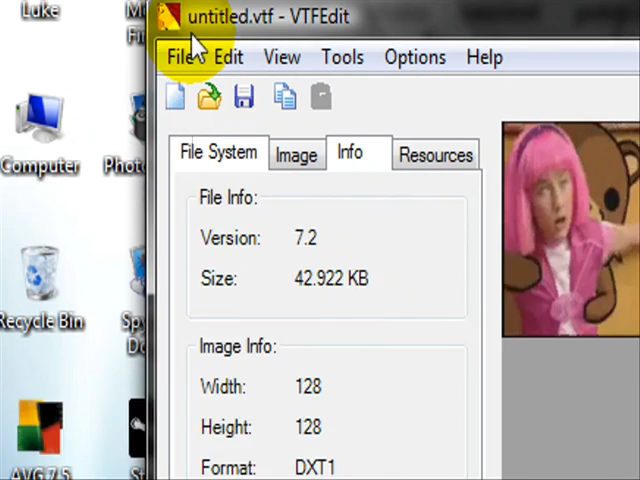 Luke
untitled.vtf - VTFEdit
File Edit View Tools Options Help
File System Image Info Resources
Computer
File Info:
Version: 7.2
Size: 42.922 KB
Recycle Bin
Image Info:
Width: 128
Height: 128
Format: DXT1
AVG 7.5